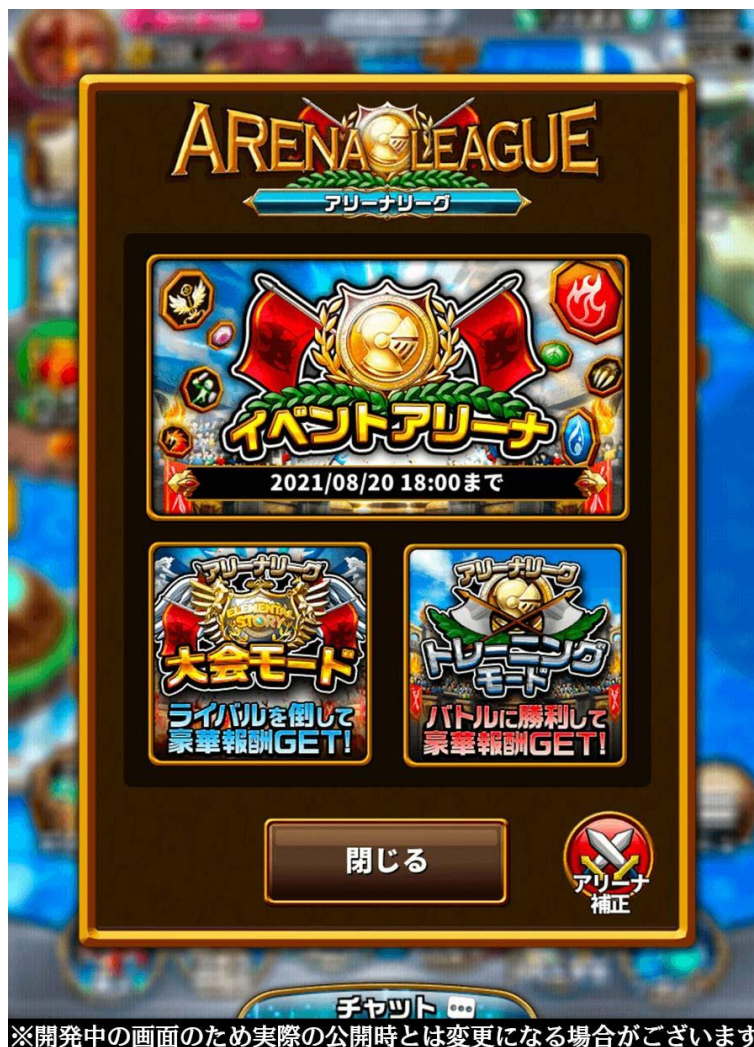 ARENA LEAGUE
アリーナリーグ
イベントアリーナ
2021/08/20 18:00まで
アリーナリーグ
ELEMENTAL
STORY
大会モード
ライバルを倒して
豪華報酬GET!
アリーナリーグ
トレーニング
モード
バトルに勝利して
豪華報酬GET!
閉じる
アリーナ
補正
チャット
※開発中の画面のため実際の公開時とは変更になる場合がございます